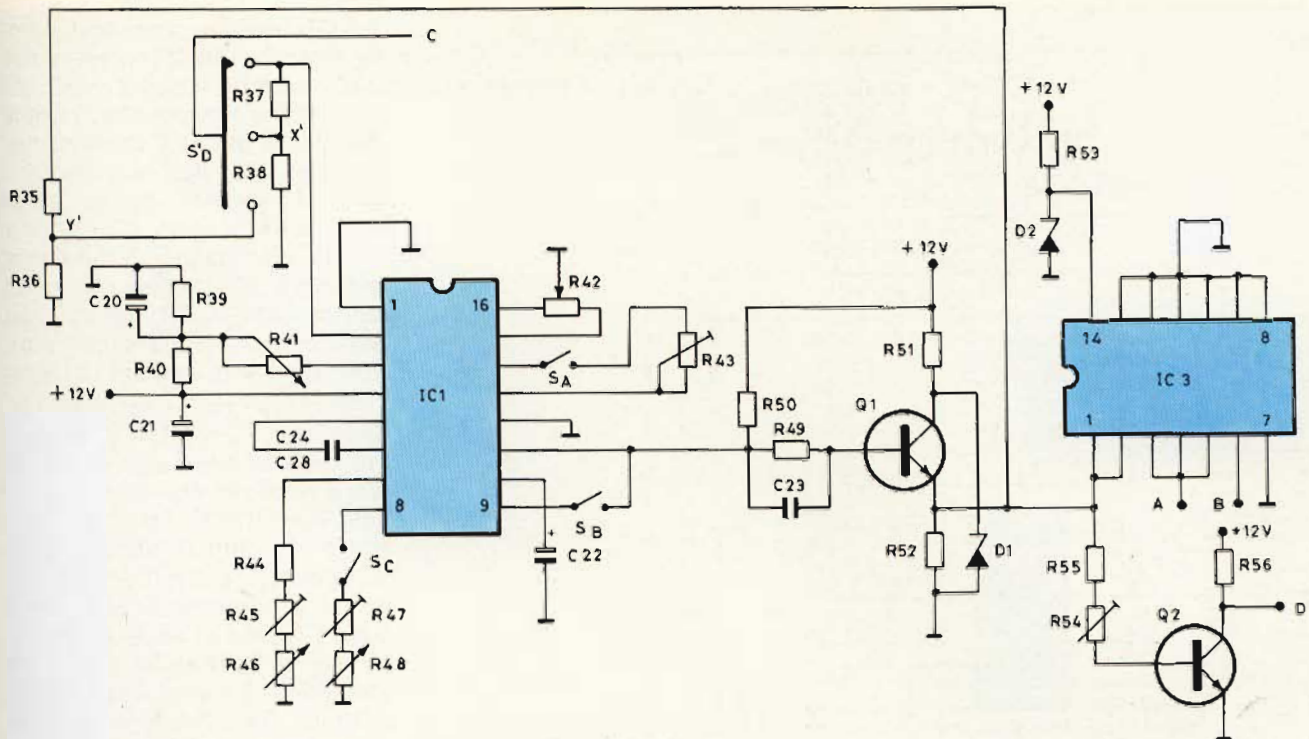 C
R37
X'
S'D
R38
R35
Y'
R36
C20
R39
R40
R41
+12V
C21
C24
C28
1
16
IC1
8
9
R42
SA
R43
SB
C22
R44
R45
R46
SC
R47
R48
+12V
R50
R51
R49
C23
Q1
R52
D1
+12V
R53
D2
14
8
IC 3
1
7
A
B
+12V
R55
R54
R56
Q2
D